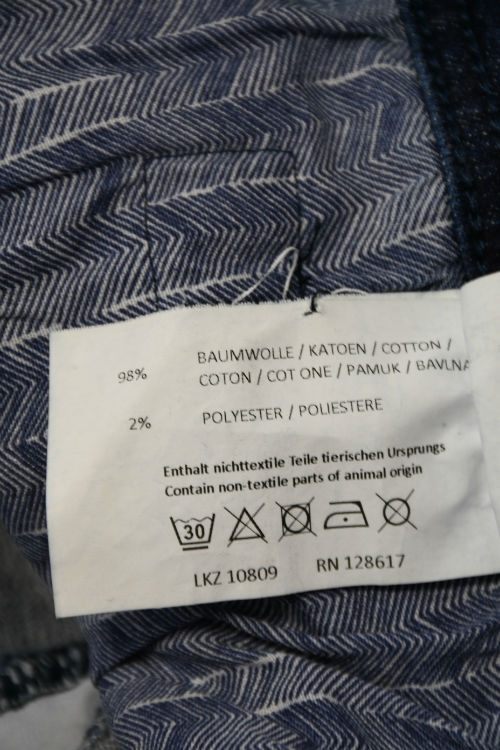 98% BAUMWOLLE / KATOEN / COTTON /
COTON / COT ONE / PAMUK / BAVLNA
2% POLYESTER / POLIESTERE
Enthalt nichttextile Teile tierischen Ursprungs
Contain non-textile parts of animal origin
30
LKZ 10809 RN 128617